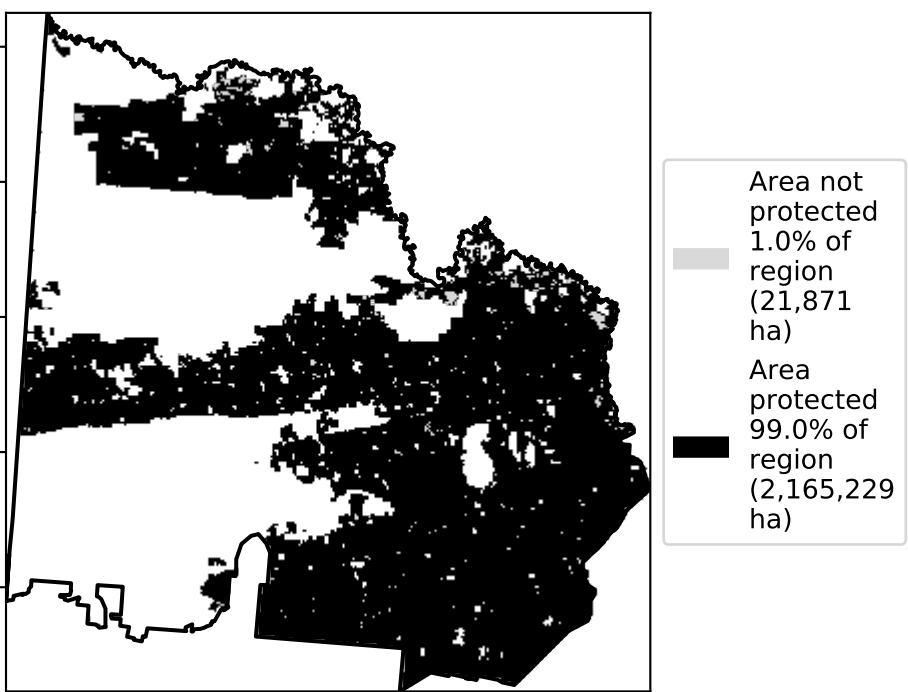 Area not
protected
1.0% of
region
(21,871
ha)
Area
protected
99.0% of
region
(2,165,229
ha)